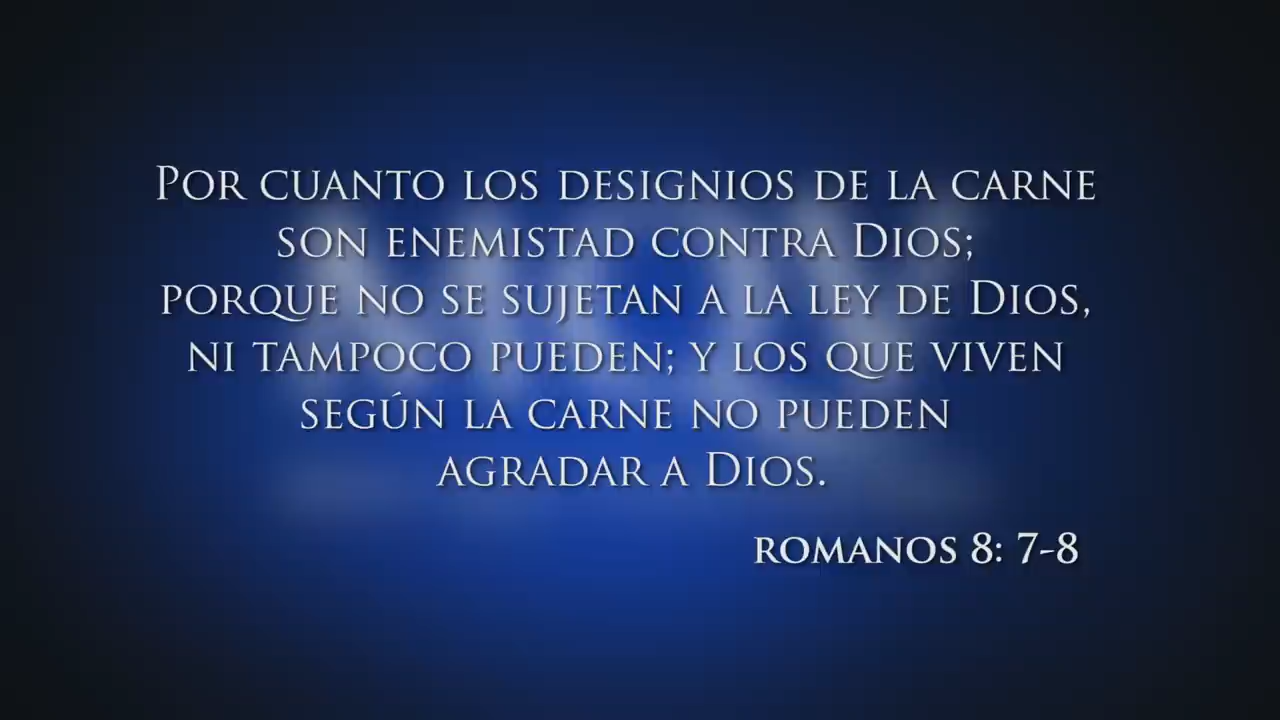 Por cuanto los designios de la carne
son enemistad contra Dios;
porque no se sujetan a la ley de Dios,
ni tampoco pueden; y los que viven
según la carne no pueden
agradar a Dios.
romanos 8: 7-8